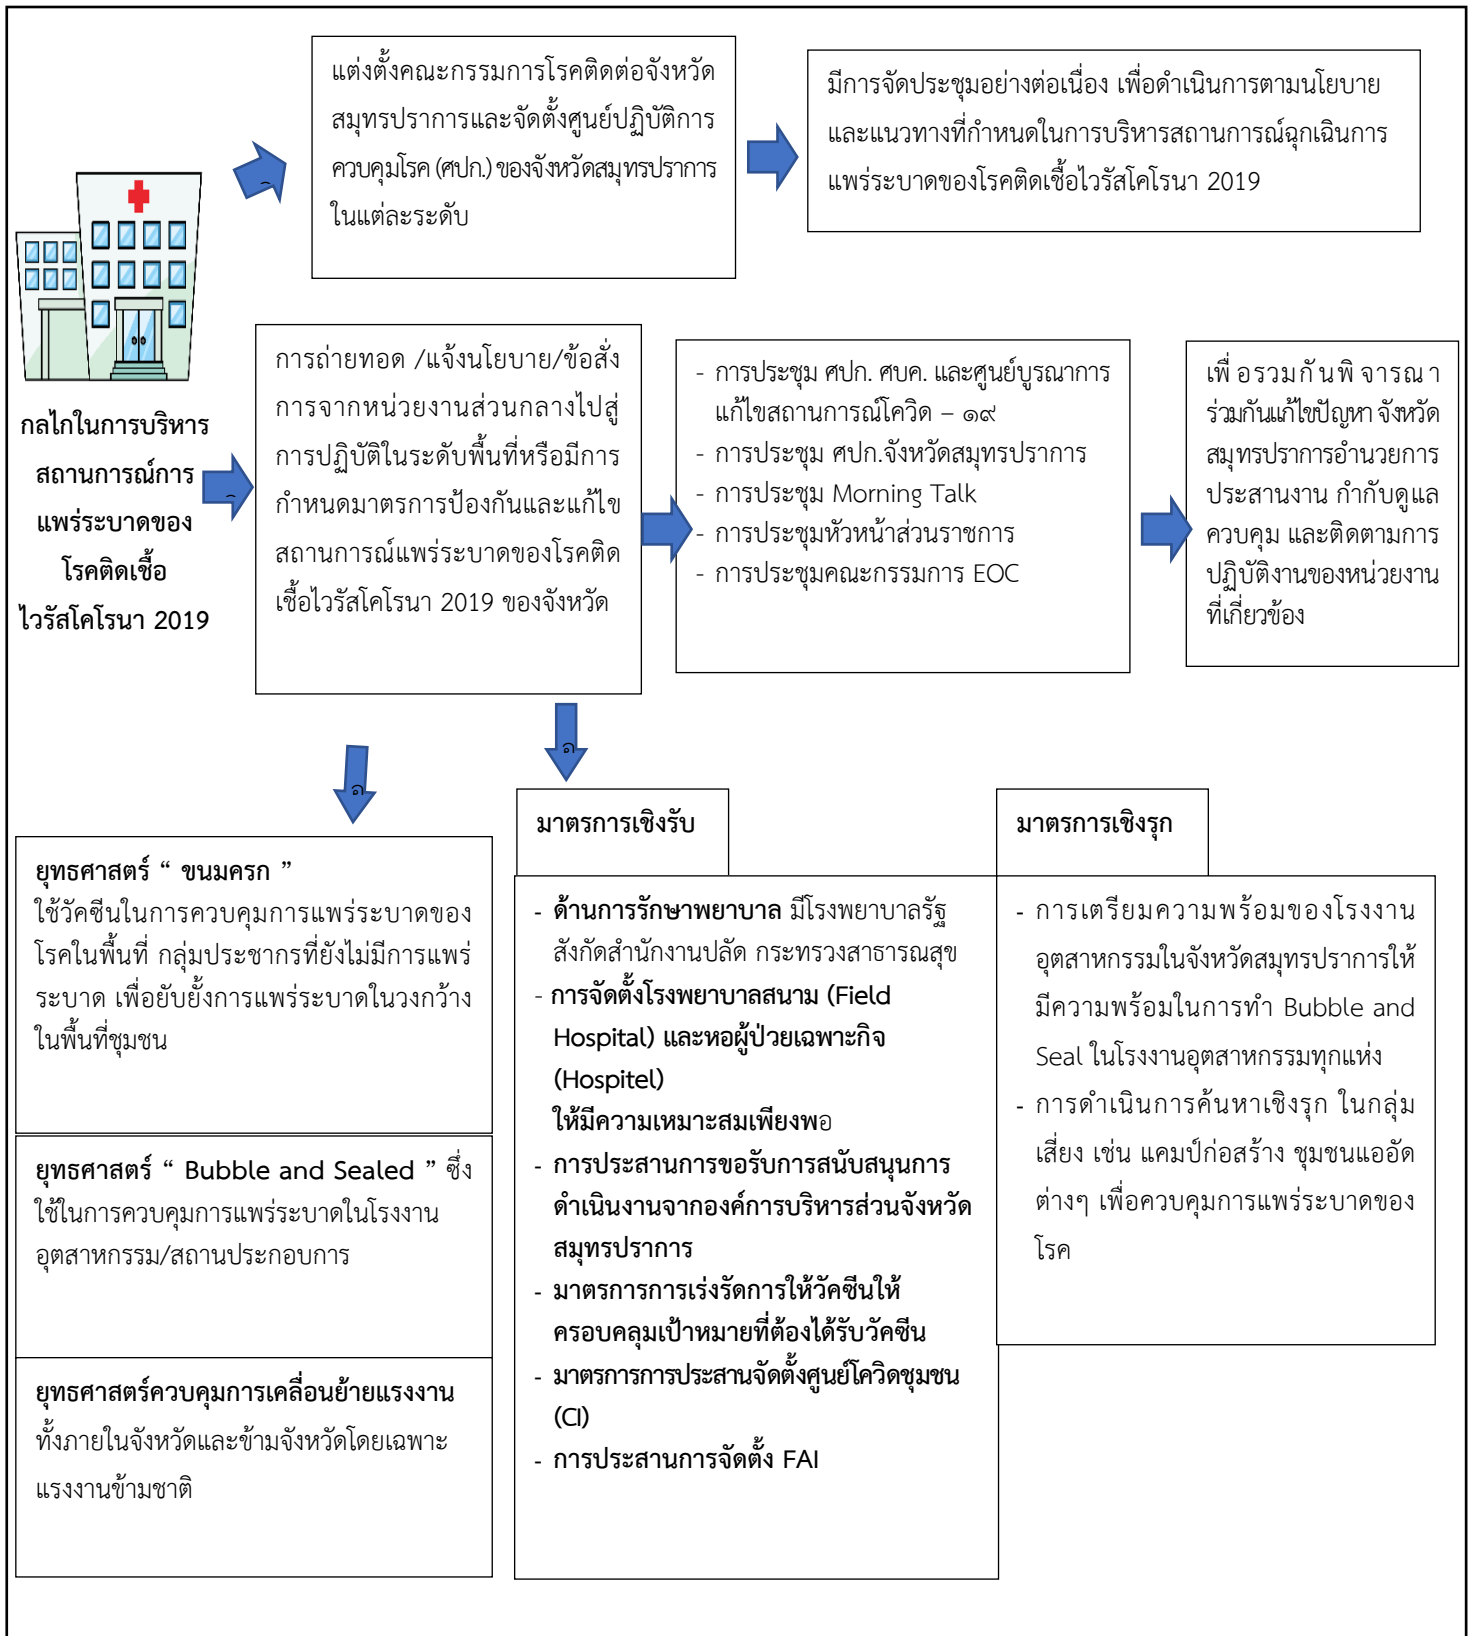 แต่งตั้งคณะกรรมการโรคติดต่อจังหวัด
สมุทรปราการและจัดตั้งศูนย์ปฏิบัติการ
ควบคุมโรค (ศปก.) ของจังหวัดสมุทรปราการ
ในแต่ละระดับ
มีการจัดประชุมอย่างต่อเนื่อง เพื่อดำเนินการตามนโยบาย
และแนวทางที่กำหนดในการบริหารสถานการณ์ฉุกเฉินการ
แพร่ระบาดของโรคติดเชื้อไวรัสโคโรนา 2019
กลไกในการบริหาร
สถานการณ์การ
แพร่ระบาดของ
โรคติดเชื้อ
ไวรัสโคโรนา 2019
การถ่ายทอด /แจ้งนโยบาย/ข้อสั่ง
การจากหน่วยงานส่วนกลางไปสู่
การปฏิบัติในระดับพื้นที่หรือมีการ
กำหนดมาตรการป้องกันและแก้ไข
สถานการณ์แพร่ระบาดของโรคติด
เชื้อไวรัสโคโรนา 2019 ของจังหวัด
- การประชุม ศปก. ศบค. และศูนย์บูรณาการ
แก้ไขสถานการณ์โควิด – ๑๙
- การประชุม ศปก.จังหวัดสมุทรปราการ
- การประชุม Morning Talk
- การประชุมหัวหน้าส่วนราชการ
- การประชุมคณะกรรมการ EOC
เพื่อรวมกันพิจารณา
ร่วมกันแก้ไขปัญหา จังหวัด
สมุทรปราการอำนวยการ
ประสานงาน กำกับดูแล
ควบคุม และติดตามการ
ปฏิบัติงานของหน่วยงาน
ที่เกี่ยวข้อง
ยุทธศาสตร์ “ ขนมครก ”
ใช้วัคซีนในการควบคุมการแพร่ระบาดของ
โรคในพื้นที่ กลุ่มประชากรที่ยังไม่มีการแพร่
ระบาด เพื่อยับยั้งการแพร่ระบาดในวงกว้าง
ในพื้นที่ชุมชน
ยุทธศาสตร์ “ Bubble and Sealed ” ซึ่ง
ใช้ในการควบคุมการแพร่ระบาดในโรงงาน
อุตสาหกรรม/สถานประกอบการ
ยุทธศาสตร์ควบคุมการเคลื่อนย้ายแรงงาน
ทั้งภายในจังหวัดและข้ามจังหวัดโดยเฉพาะ
แรงงานข้ามชาติ
มาตรการเชิงรับ
- ด้านการรักษาพยาบาล มีโรงพยาบาลรัฐ
สังกัดสำนักงานปลัด กระทรวงสาธารณสุข
- การจัดตั้งโรงพยาบาลสนาม (Field
Hospital) และหอผู้ป่วยเฉพาะกิจ
(Hospitel)
ให้มีความเหมาะสมเพียงพอ
- การประสานการขอรับการสนับสนุนการ
ดำเนินงานจากองค์การบริหารส่วนจังหวัด
สมุทรปราการ
- มาตรการการเร่งรัดการให้วัคซีนให้
ครอบคลุมเป้าหมายที่ต้องได้รับวัคซีน
- มาตรการการประสานจัดตั้งศูนย์โควิดชุมชน
(CI)
- การประสานการจัดตั้ง FAI
มาตรการเชิงรุก
- การเตรียมความพร้อมของโรงงาน
อุตสาหกรรมในจังหวัดสมุทรปราการให้
มีความพร้อมในการทำ Bubble and
Seal ในโรงงานอุตสาหกรรมทุกแห่ง
- การดำเนินการค้นหาเชิงรุก ในกลุ่ม
เสี่ยง เช่น แคมป์ก่อสร้าง ชุมชนแออัด
ต่างๆ เพื่อควบคุมการแพร่ระบาดของ
โรค